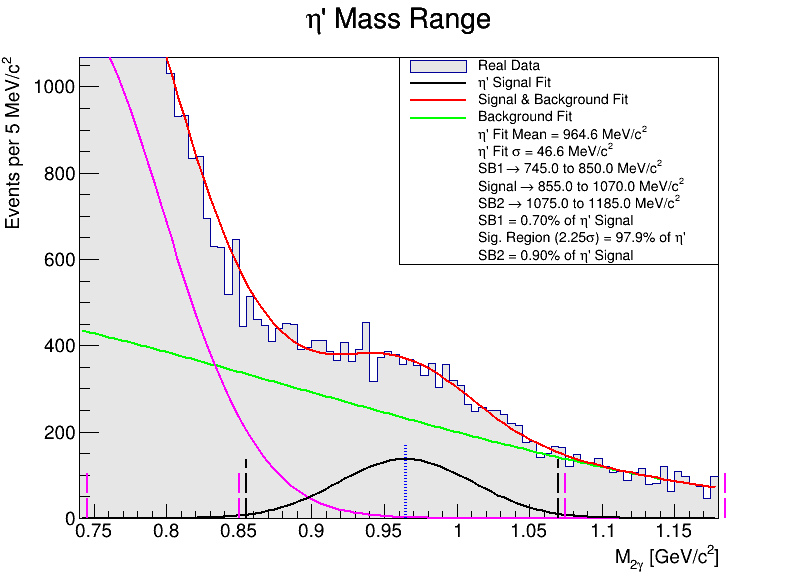 η' Mass Range
Events per 5 MeV/c²
1000
800
600
400
200
0
Real Data
η' Signal Fit
Signal & Background Fit
Background Fit
η' Fit Mean = 964.6 MeV/c²
η' Fit σ = 46.6 MeV/c²
SB1 → 745.0 to 850.0 MeV/c²
Signal → 855.0 to 1070.0 MeV/c²
SB2 → 1075.0 to 1185.0 MeV/c²
SB1 = 0.70% of η' Signal
Sig. Region (2.25σ) = 97.9% of η'
SB2 = 0.90% of η' Signal
0.75 0.8 0.85 0.9 0.95 1 1.05 1.1 1.15
M₂γ [GeV/c²]